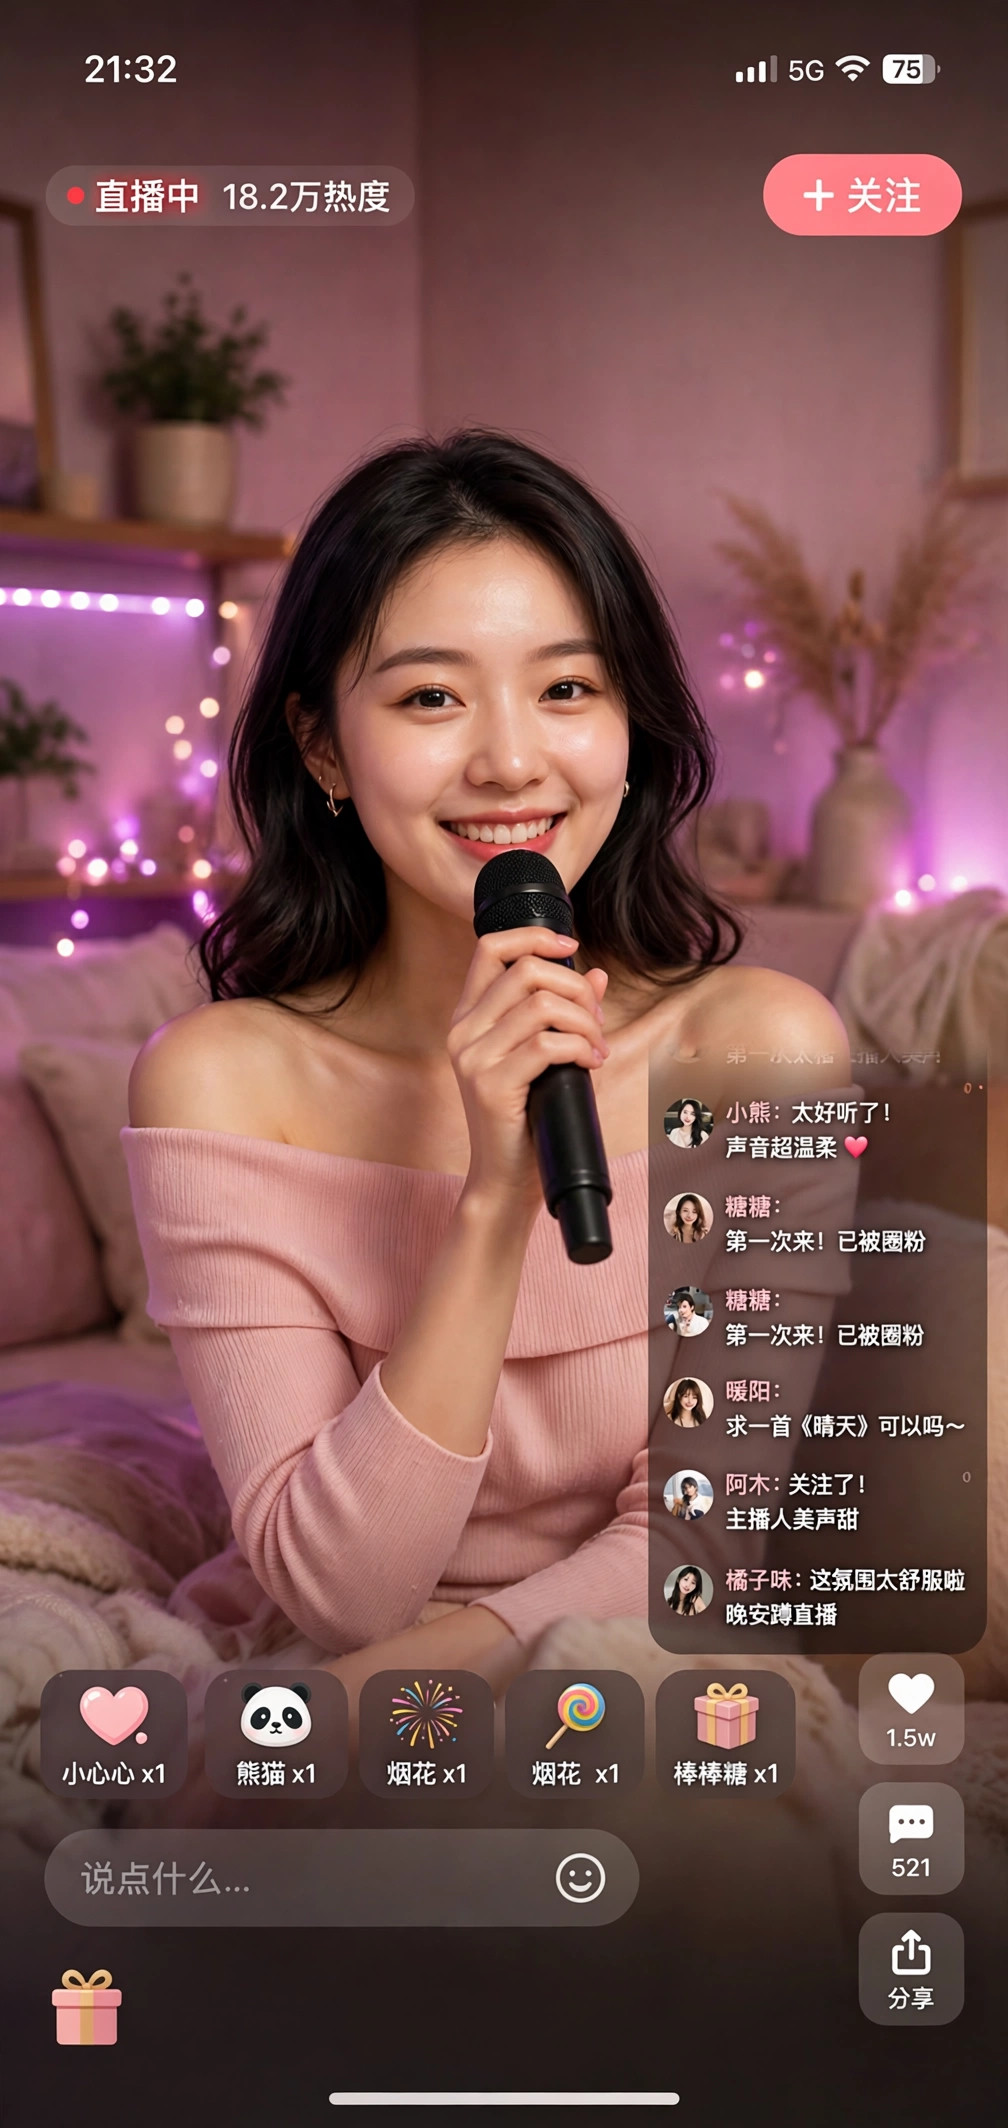 21:32
5G
75
直播中 18.2万热度
+ 关注
小熊：太好听了！
声音超温柔
糖糖：
第一次来！已被圈粉
糖糖：
第一次来！已被圈粉
暖阳：
求一首《晴天》可以吗～
阿木：关注了！
主播人美声甜
橘子味：这氛围太舒服啦
晚安蹲直播
小心心 x1
熊猫 x1
烟花 x1
烟花 x1
棒棒糖 x1
1.5w
说点什么...
521
分享